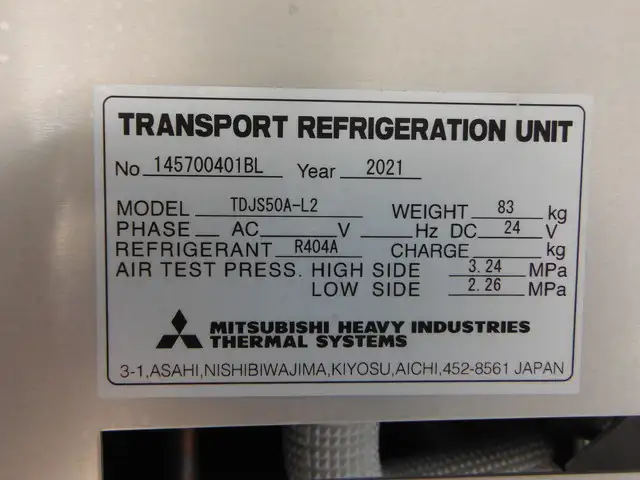 TRANSPORT REFRIGERATION UNIT
No 145700401BL Year 2021
MODEL TDJS50A-L2 WEIGHT 83 kg
PHASE AC V Hz DC 24 V
REFRIGERANT R404A CHARGE kg
AIR TEST PRESS. HIGH SIDE 3.24 MPa
LOW SIDE 2.26 MPa
MITSUBISHI HEAVY INDUSTRIES
THERMAL SYSTEMS
3-1,ASAHI,NISHIBIWAJIMA,KIYOSU,AICHI,452-8561 JAPAN